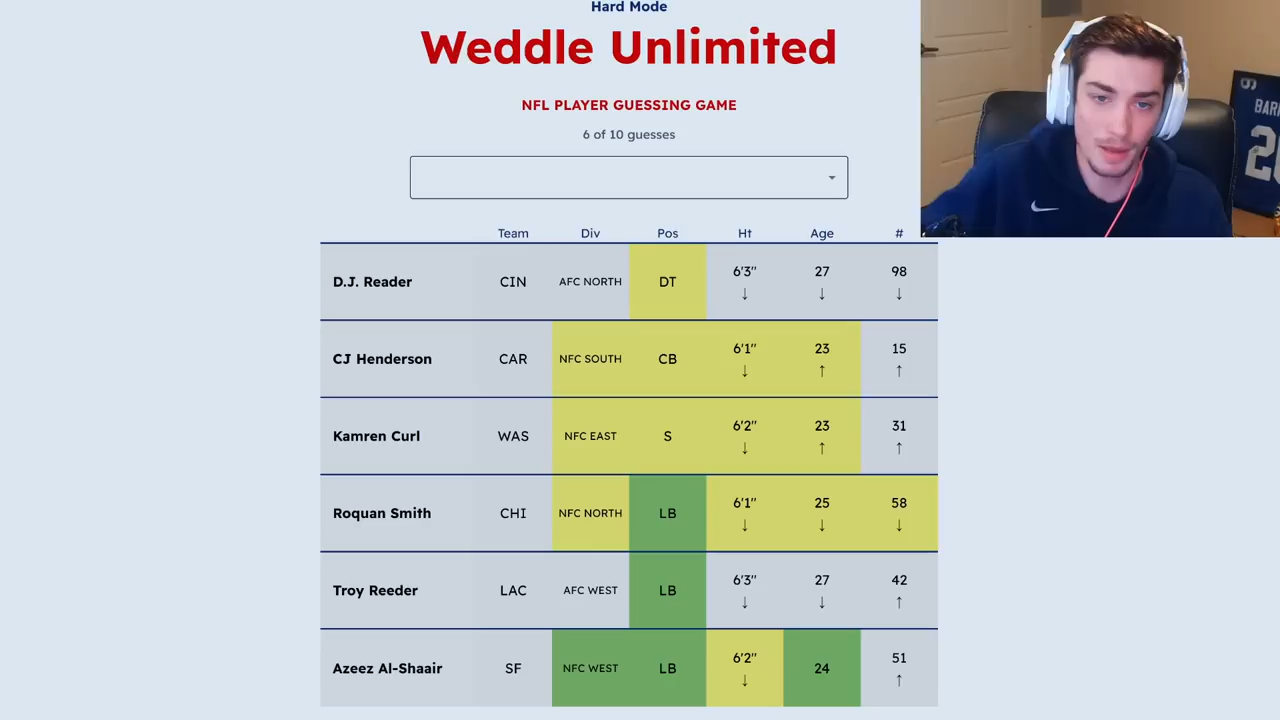 Hard Mode
Weddle Unlimited
NFL PLAYER GUESSING GAME
6 of 10 guesses
Team Div Pos Ht Age #
D.J. Reader CIN AFC NORTH DT 6'3" ↓ 27 ↓ 98 ↓
CJ Henderson CAR NFC SOUTH CB 6'1" ↓ 23 ↑ 15 ↑
Kamren Curl WAS NFC EAST S 6'2" ↓ 23 ↑ 31 ↑
Roquan Smith CHI NFC NORTH LB 6'1" ↓ 25 ↓ 58 ↓
Troy Reeder LAC AFC WEST LB 6'3" ↓ 27 ↓ 42 ↑
Azeez Al-Shaair SF NFC WEST LB 6'2" ↓ 24 51 ↑